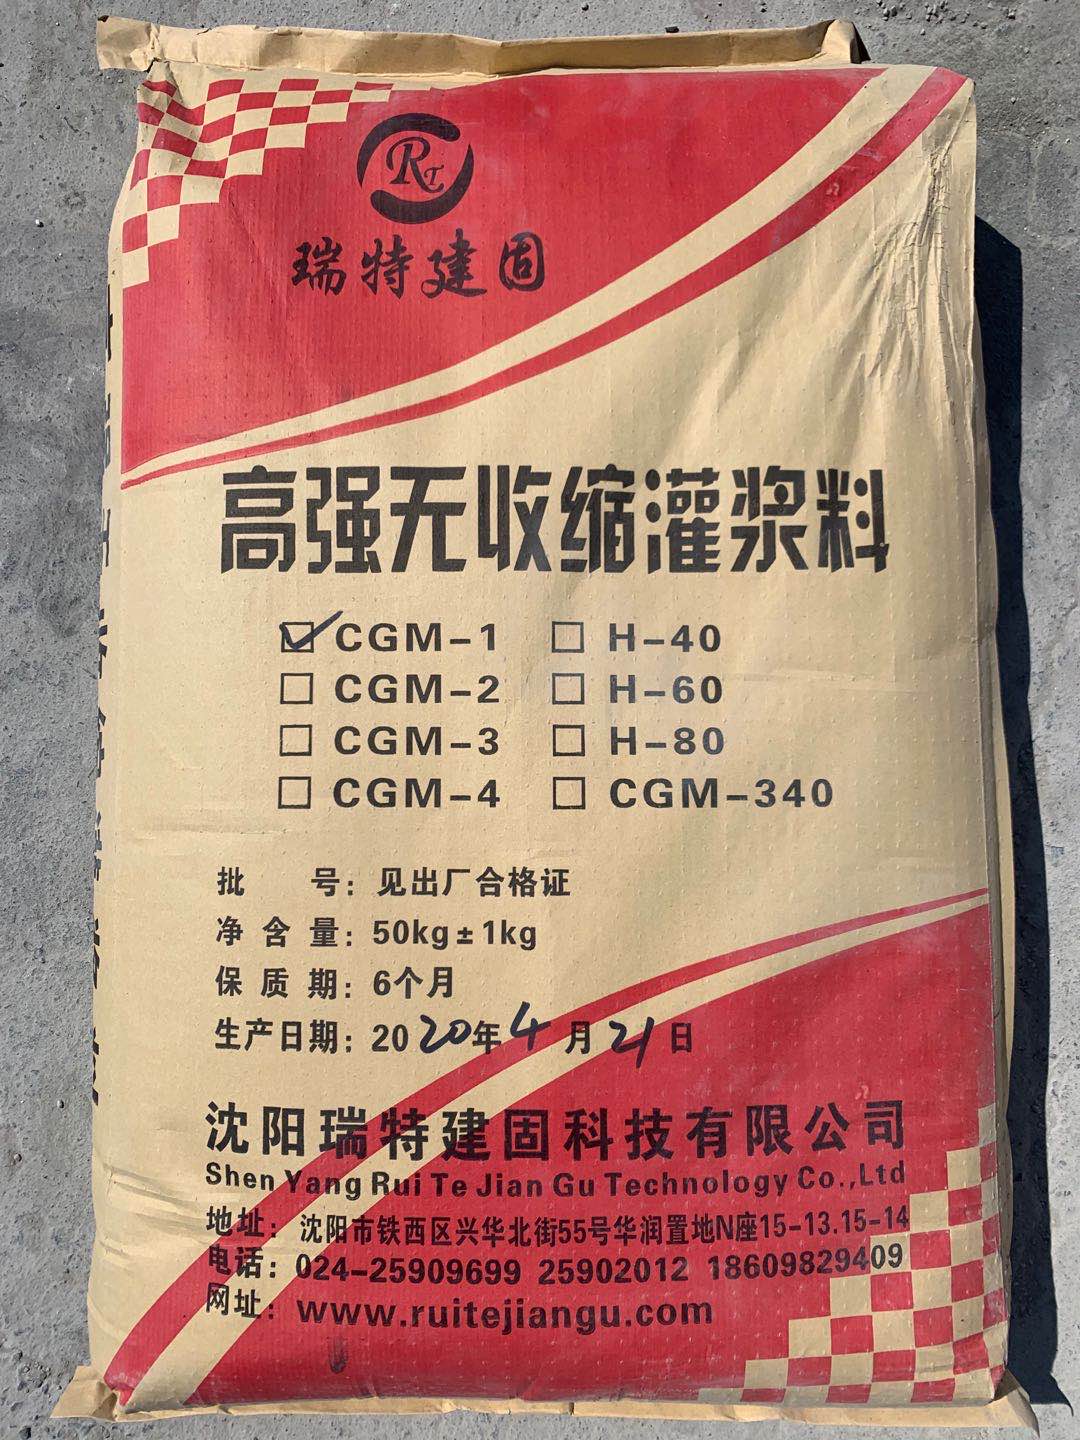 RT
瑞特建固
高强无收缩灌浆料
☑CGM-1 □ H-40
□ CGM-2 □ H-60
□ CGM-3 □ H-80
□ CGM-4 □ CGM-340
批 号：见出厂合格证
净 含 量：50kg±1kg
保 质 期：6个月
生产日期：2020年4月21日
沈阳瑞特建固科技有限公司
Shen Yang Rui Te Jian Gu Technology Co.,Ltd
地址：沈阳市铁西区兴华北街55号华润置地N座15-13.15-14
电话：024-25909699 25902012 18609829409
网址：www.ruitejiangu.com